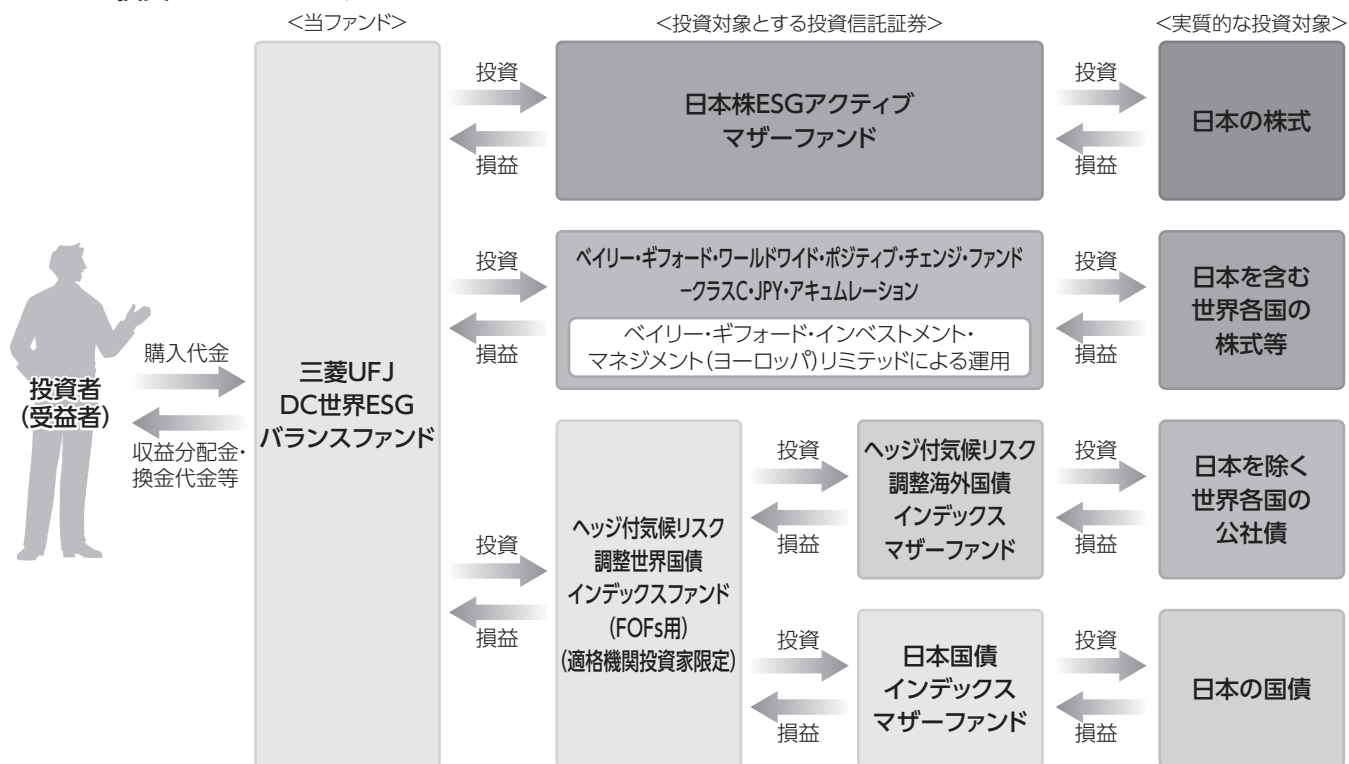 <当ファンド>
<投資対象とする投資信託証券>
<実質的な投資対象>
投資
損益
日本株ESGアクティブ
マザーファンド
投資
損益
日本の株式
投資
損益
ベイリー・ギフォード・ワールドワイド・ポジティブ・チェンジ・ファンド
-クラスC・JPY・アキュムレーション
ベイリー・ギフォード・インベストメント・
マネジメント(ヨーロッパ)リミテッドによる運用
投資
損益
日本を含む
世界各国の
株式等
投資者
(受益者)
購入代金
収益分配金・
換金代金等
三菱UFJ
DC世界ESG
バランスファンド
投資
損益
ヘッジ付気候リスク
調整世界国債
インデックスファンド
(FOFs用)
(適格機関投資家限定)
投資
損益
ヘッジ付気候リスク
調整海外国債
インデックス
マザーファンド
投資
損益
日本を除く
世界各国の
公社債
投資
損益
日本国債
インデックス
マザーファンド
投資
損益
日本の国債